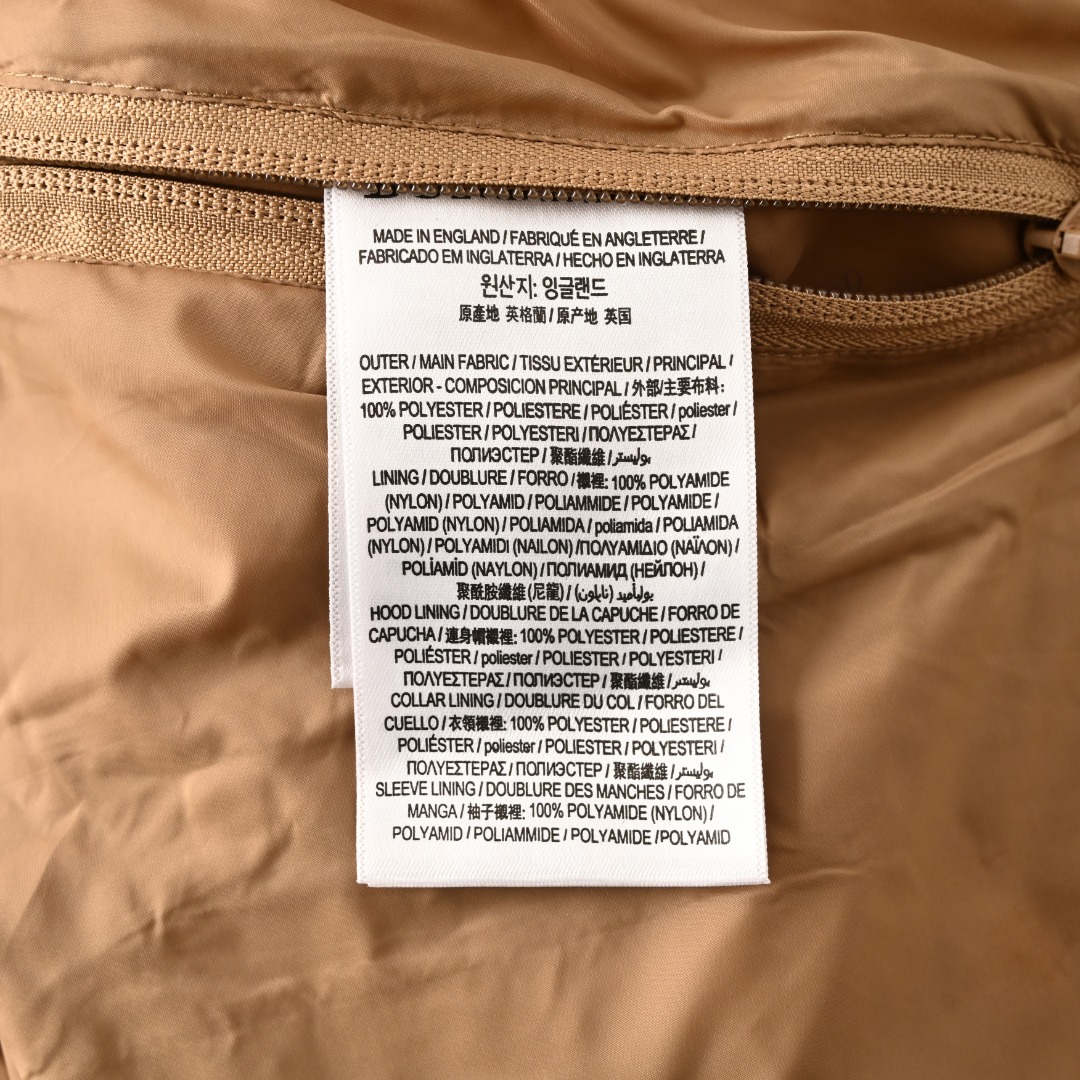 MADE IN ENGLAND / FABRIQUÉ EN ANGLETERRE /
FABRICADO EM INGLATERRA / HECHO EN INGLATERRA
원산지: 잉글랜드
原產地 英格蘭 / 原产地 英国
OUTER / MAIN FABRIC / TISSU EXTÉRIEUR / PRINCIPAL /
EXTERIOR - COMPOSICION PRINCIPAL / 外部/主要布料:
100% POLYESTER / POLIESTERE / POLIÉSTER / poliester /
POLIESTER / POLYESTERI / ΠΟΛΥΕΣΤΕΡΑΣ /
ПОЛИЭСТЕР / 聚酯纖維 / بوليستر
LINING / DOUBLURE / FORRO / 襯裡: 100% POLYAMIDE
(NYLON) / POLYAMID / POLIAMMIDE / POLYAMIDE /
POLYAMID (NYLON) / POLIAMIDA / poliamida / POLIAMIDA
(NYLON) / POLYAMIDI (NAILON) /ΠΟΛΥΑΜΙΔΙΟ (ΝΑΪΛΟΝ) /
POLİAMİD (NAYLON) / ПОЛИАМИД (НЕЙЛОН) /
聚酰胺纖維 (尼龍) / بولياميد (نايلون)
HOOD LINING / DOUBLURE DE LA CAPUCHE / FORRO DE
CAPUCHA / 連身帽襯裡: 100% POLYESTER / POLIESTERE /
POLIÉSTER / poliester / POLIESTER / POLYESTERI /
ΠΟΛΥΕΣΤΕΡΑΣ / ПОЛИЭСТЕР / 聚酯纖維 / بوليستر
COLLAR LINING / DOUBLURE DU COL / FORRO DEL
CUELLO / 衣領襯裡: 100% POLYESTER / POLIESTERE /
POLIÉSTER / poliester / POLIESTER / POLYESTERI /
ΠΟΛΥΕΣΤΕΡΑΣ / ПОЛИЭСТЕР / 聚酯纖維 / بوليستر
SLEEVE LINING / DOUBLURE DES MANCHES / FORRO DE
MANGA / 袖子襯裡: 100% POLYAMIDE (NYLON) /
POLYAMID / POLIAMMIDE / POLYAMIDE /POLYAMID